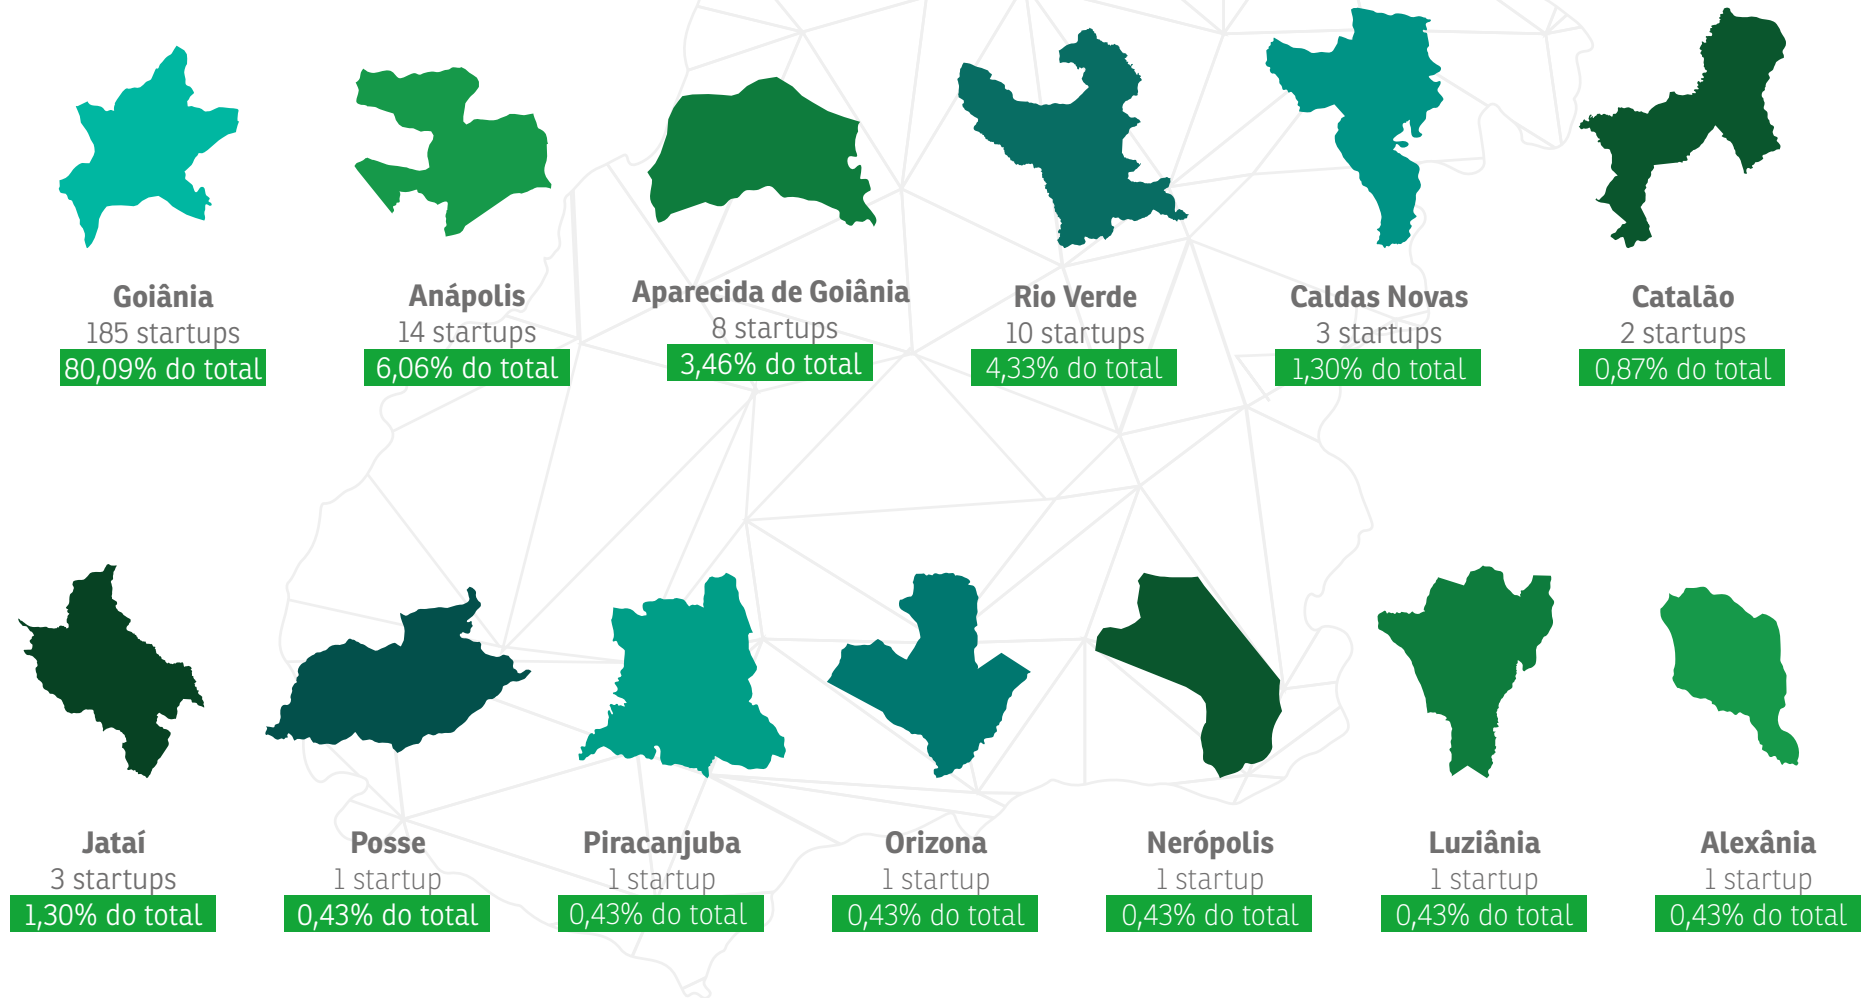 Goiânia
185 startups
80,09% do total
Anápolis
14 startups
6,06% do total
Aparecida de Goiânia
8 startups
3,46% do total
Rio Verde
10 startups
4,33% do total
Caldas Novas
3 startups
1,30% do total
Catalão
2 startups
0,87% do total
Jataí
3 startups
1,30% do total
Posse
1 startup
0,43% do total
Piracanjuba
1 startup
0,43% do total
Orizona
1 startup
0,43% do total
Nerópolis
1 startup
0,43% do total
Luziânia
1 startup
0,43% do total
Alexânia
1 startup
0,43% do total